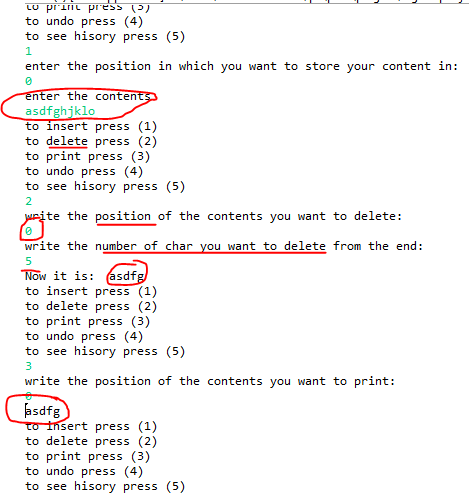 to print press (3)
to undo press (4)
to see hisory press (5)
1
enter the position in which you want to store your content in:
0
enter the contents
asdfghjklo
to insert press (1)
to delete press (2)
to print press (3)
to undo press (4)
to see hisory press (5)
2
write the position of the contents you want to delete:
0
write the number of char you want to delete from the end:
5
Now it is: asdfg
to insert press (1)
to delete press (2)
to print press (3)
to undo press (4)
to see hisory press (5)
3
write the position of the contents you want to print:
0
asdfg
to insert press (1)
to delete press (2)
to print press (3)
to undo press (4)
to see hisory press (5)